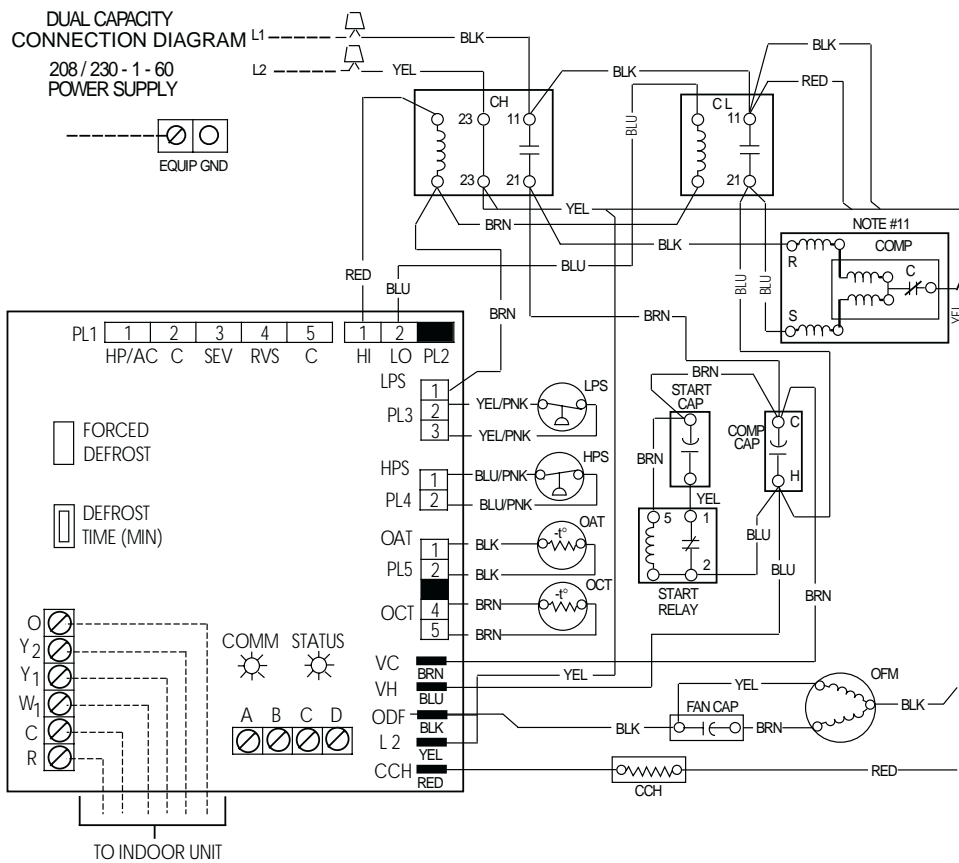 DUAL CAPACITY
CONNECTION DIAGRAM
208 / 230 - 1 - 60
POWER SUPPLY
EQUIP GND
L1
BLK
L2
YEL
BLK
BLK
RED
CH
23
11
23
21
BLU
CL
11
21
YEL
BRN
BLK
BLU
RED
BLU
BRN
BRN
BLU
BLU
NOTE #11
COMP
R
C
S
YEL
PL1
1 2 3 4 5
HP/AC C SEV RVS C
1 2
HI LO PL2
LPS
PL3
1
2
3
YEL/PNK
YEL/PNK
LPS
HPS
PL4
1
2
BLU/PNK
BLU/PNK
HPS
OAT
PL5
1
2
BLK
BLK
-t°
OAT
OCT
4
5
BRN
BRN
-t°
OCT
FORCED
DEFROST
DEFROST
TIME (MIN)
BRN
START
CAP
BRN
YEL
COMP
CAP
C
H
5
1
2
START
RELAY
BLU
BLU
BRN
O
Y2
Y1
W1
C
R
COMM STATUS
A B C D
VC
BRN
VH
BLU
ODF
BLK
L2
YEL
CCH
RED
YEL
BLK
FAN CAP
YEL
BRN
OFM
BLK
CCH
RED
TO INDOOR UNIT